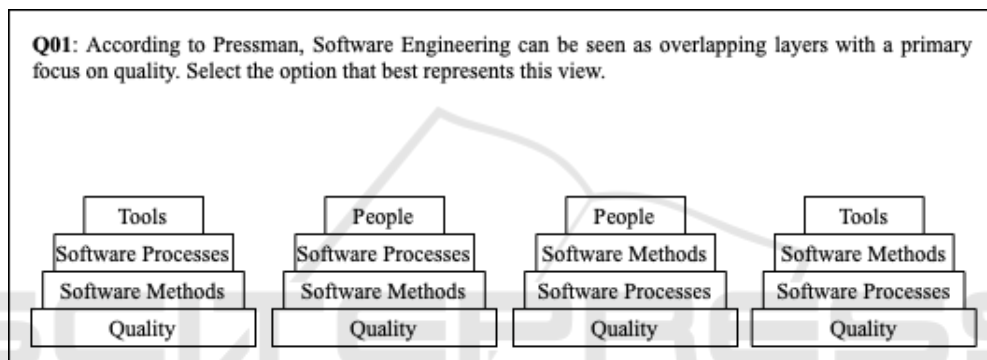 Q01: According to Pressman, Software Engineering can be seen as overlapping layers with a primary
focus on quality. Select the option that best represents this view.
Tools
Software Processes
Software Methods
Quality
People
Software Processes
Software Methods
Quality
People
Software Methods
Software Processes
Quality
Tools
Software Methods
Software Processes
Quality